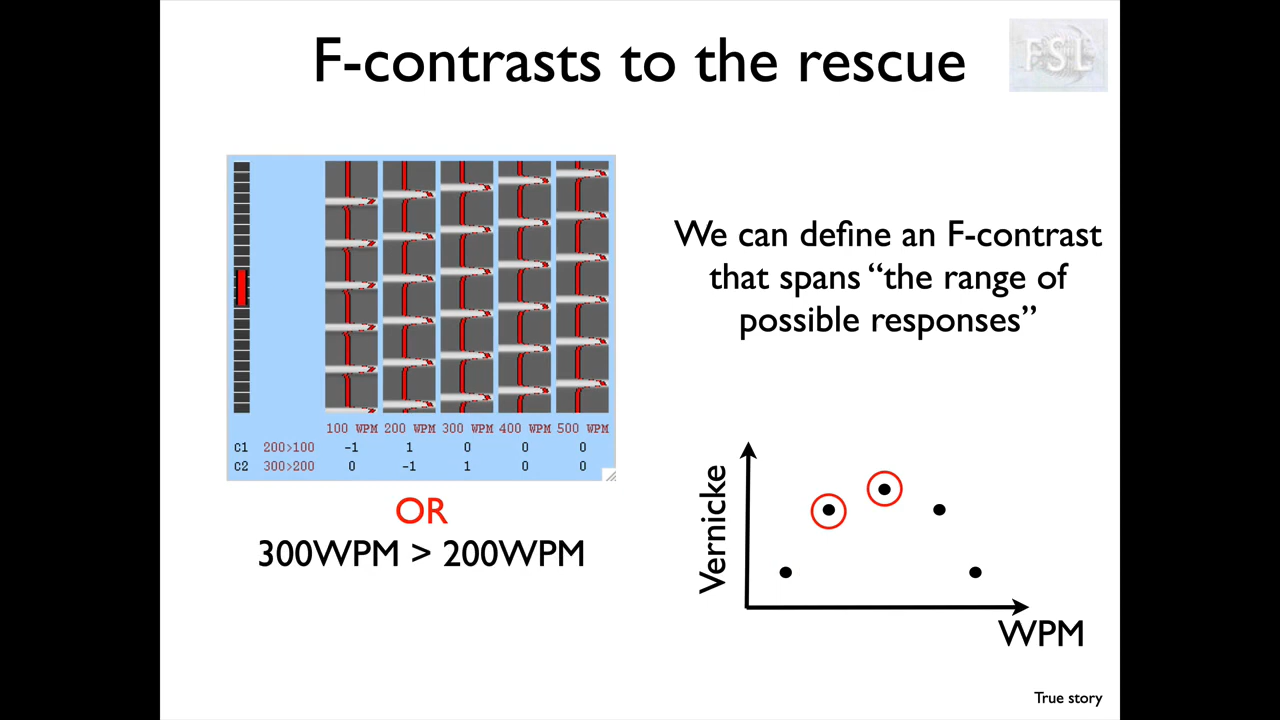 F-contrasts to the rescue
FSL
We can define an F-contrast
that spans “the range of
possible responses”
100 WPM 200 WPM 300 WPM 400 WPM 500 WPM
C1 200>100 -1 1 0 0 0
C2 300>200 0 -1 1 0 0
OR
300WPM > 200WPM
Vernicke
WPM
True story